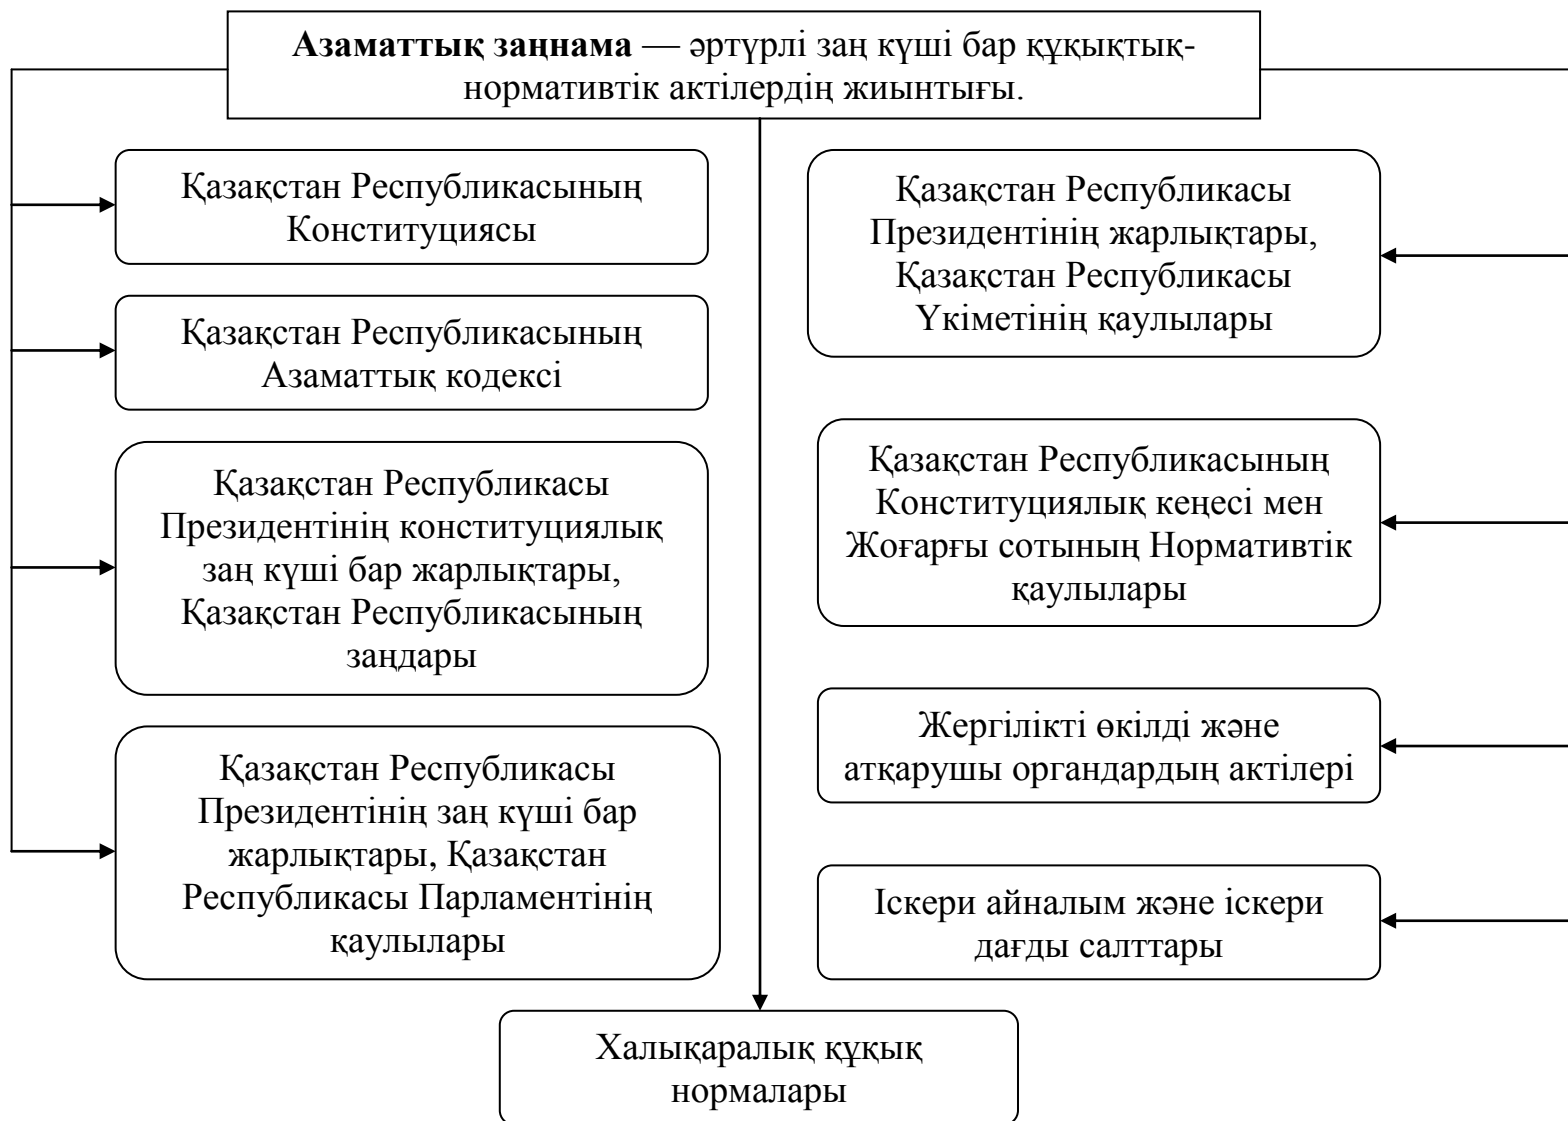 Азаматтық заңнама — әртүрлі заң күші бар құқықтық-
нормативтік актілердің жиынтығы.
Қазақстан Республикасының
Конституциясы
Қазақстан Республикасының
Азаматтық кодексі
Қазақстан Республикасы
Президентінің конституциялық
заң күші бар жарлықтары,
Қазақстан Республикасының
заңдары
Қазақстан Республикасы
Президентінің заң күші бар
жарлықтары, Қазақстан
Республикасы Парламентінің
қаулылары
Қазақстан Республикасы
Президентінің жарлықтары,
Қазақстан Республикасы
Үкіметінің қаулылары
Қазақстан Республикасының
Конституциялық кеңесі мен
Жоғарғы сотының Нормативтік
қаулылары
Жергілікті өкілді және
атқарушы органдардың актілері
Іскери айналым және іскери
дағды салттары
Халықаралық құқық
нормалары